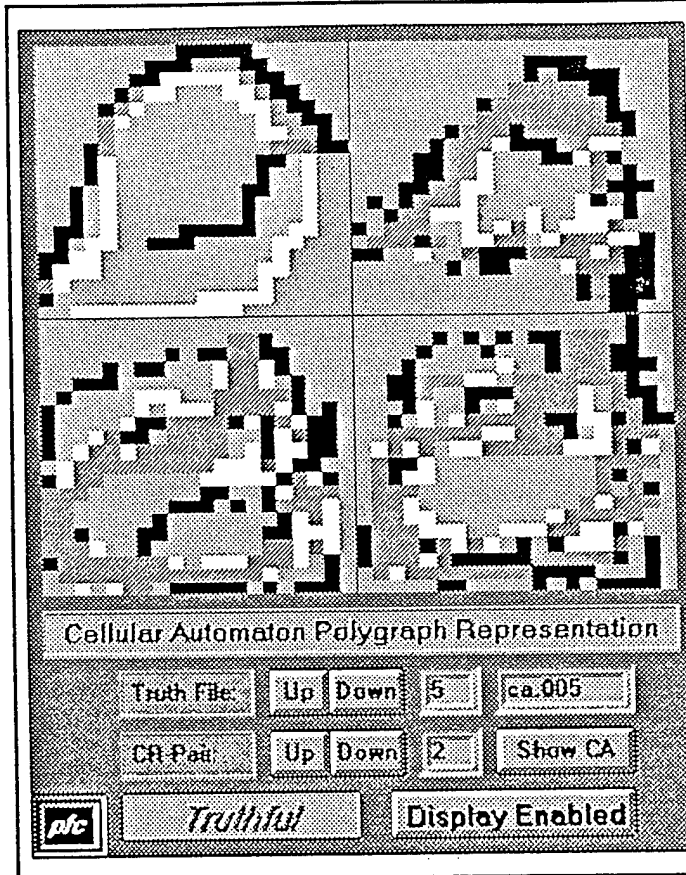 Cellular Automaton Polygraph Representation
Truth File: Up Down 5 ca.005
CR Pair: Up Down 2 Show CA
pfc Truthful Display Enabled